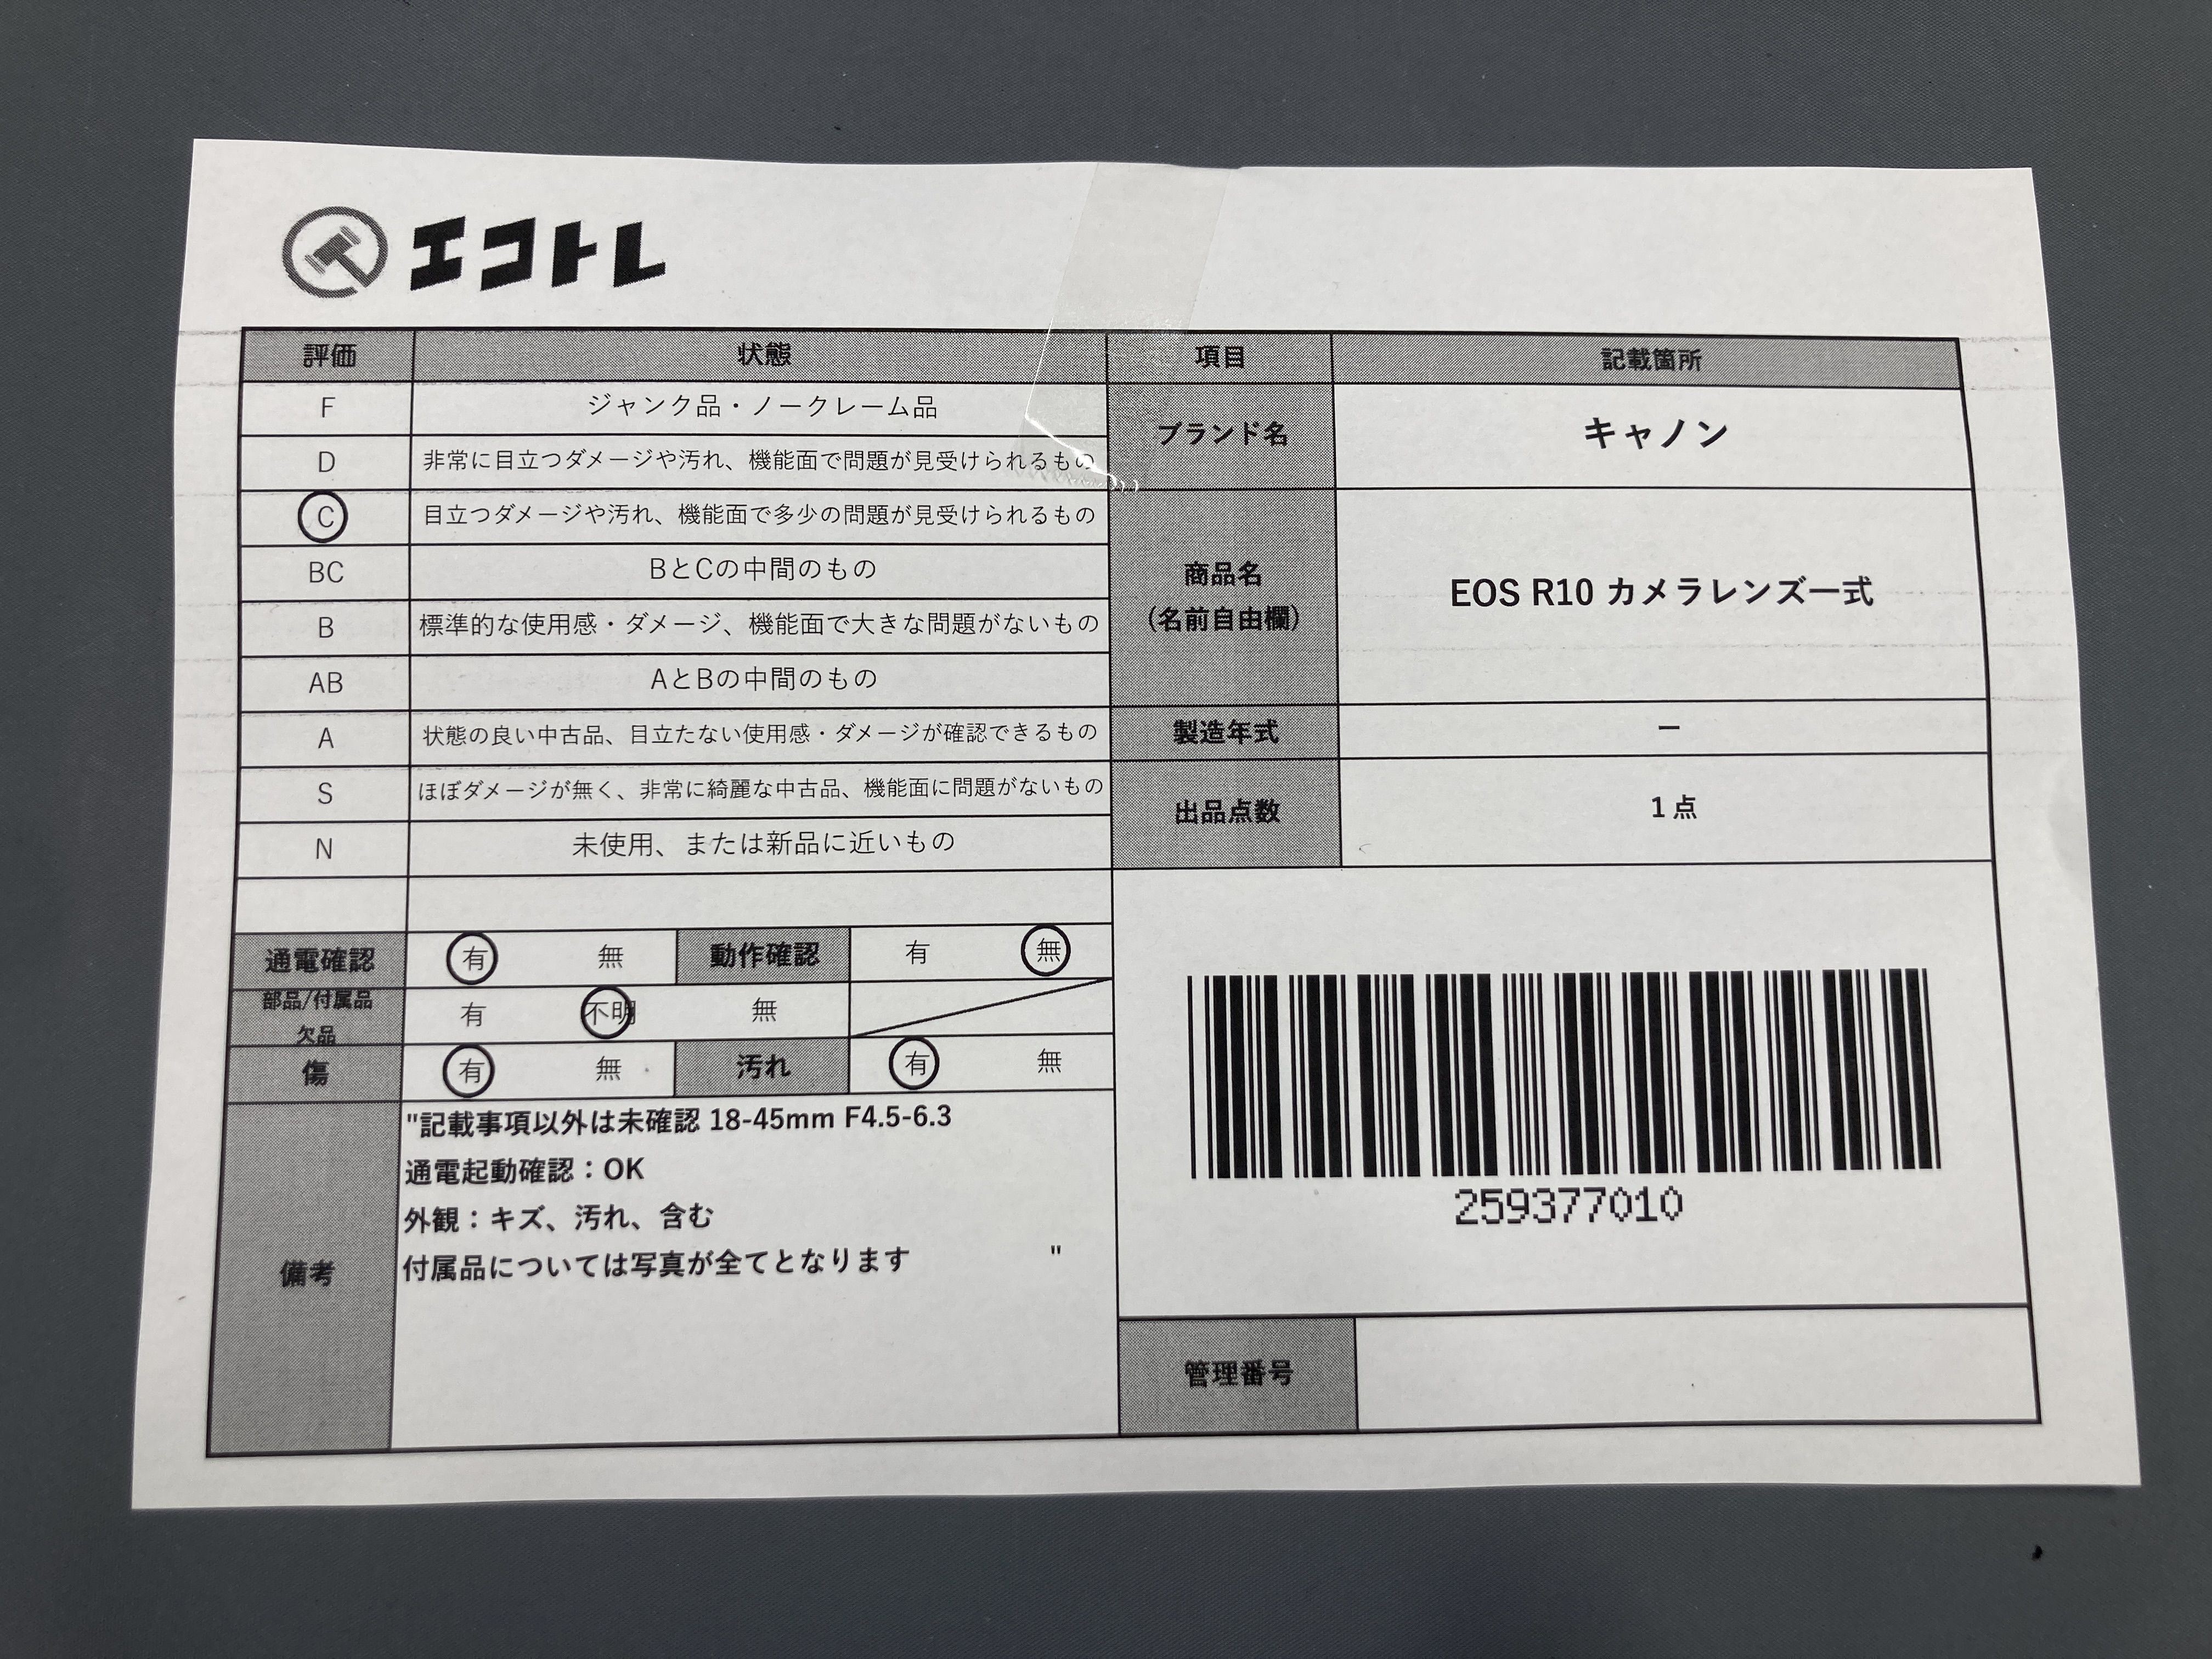 エコトレ
評価 状態 項目 記載箇所
F ジャンク品・ノークレーム品
D 非常に目立つダメージや汚れ、機能面で問題が見受けられるもの
C 目立つダメージや汚れ、機能面で多少の問題が見受けられるもの
BC BとCの中間のもの
B 標準的な使用感・ダメージ、機能面で大きな問題がないもの
AB AとBの中間のもの
A 状態の良い中古品、目立たない使用感・ダメージが確認できるもの
S ほぼダメージが無く、非常に綺麗な中古品、機能面に問題がないもの
N 未使用、または新品に近いもの
ブランド名 キャノン
商品名
(名前自由欄)
EOS R10 カメラレンズ一式
製造年式 ー
出品点数 1 点
通電確認 有 無 動作確認 有 無
部品/付属品
欠品
有 不明 無
傷 有 無 汚れ 有 無
備考
"記載事項以外は未確認 18-45mm F4.5-6.3
通電起動確認：OK
外観：キズ、汚れ、含む
付属品については写真が全てとなります "
259377010
管理番号